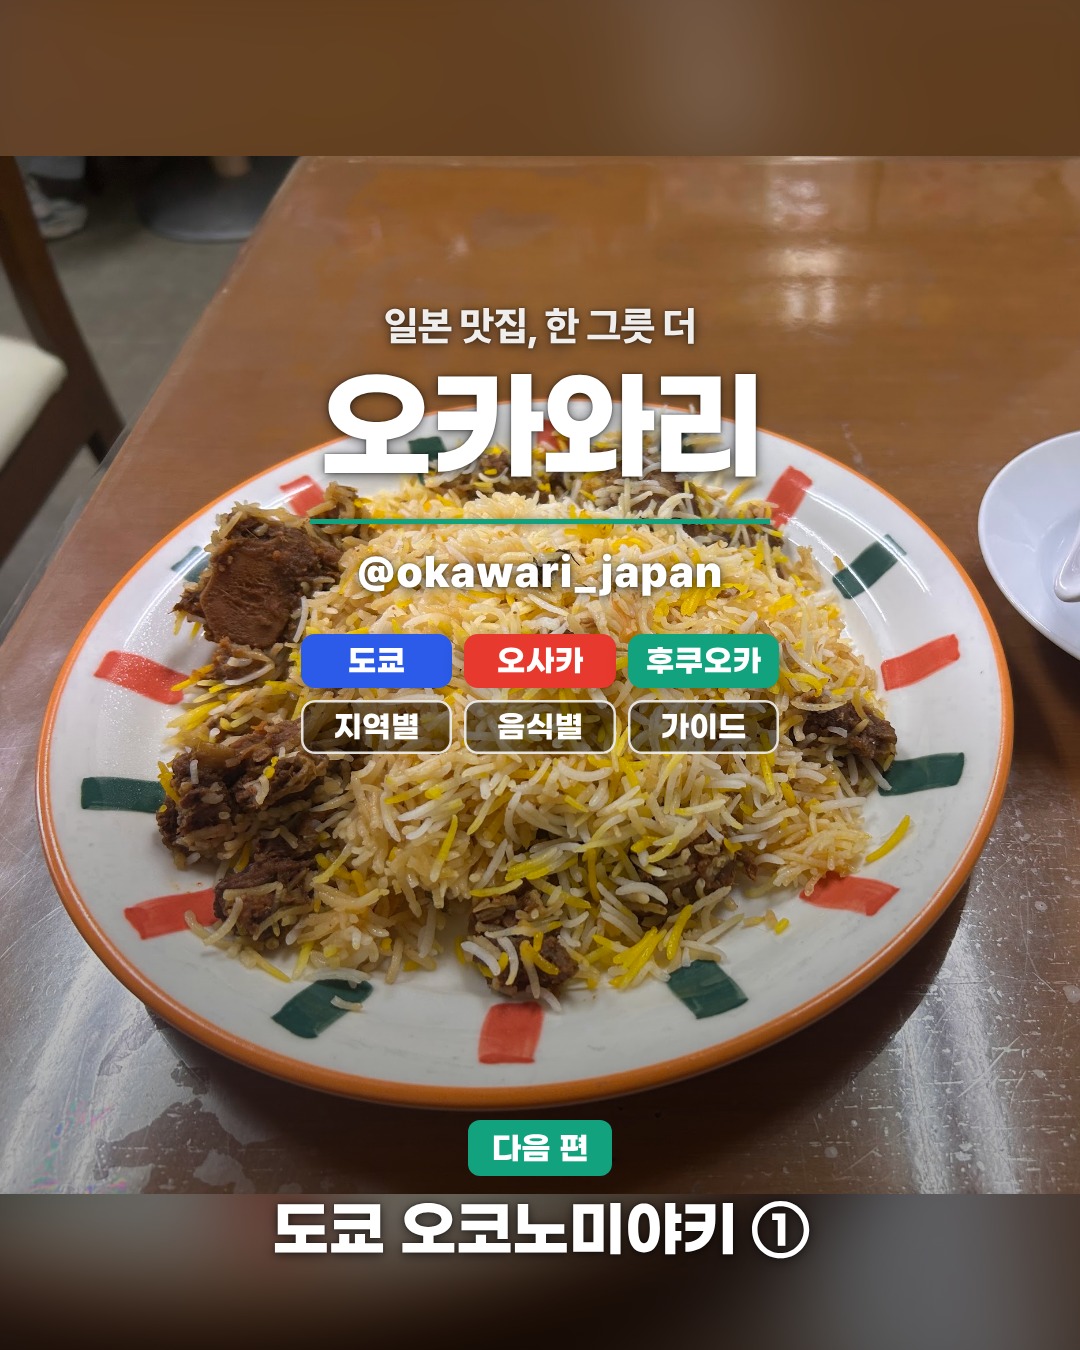 일본 맛집, 한 그릇 더
오카와리
@okawari_japan
도쿄 오사카 후쿠오카
지역별 음식별 가이드
다음 편
도쿄 오코노미야키 ①